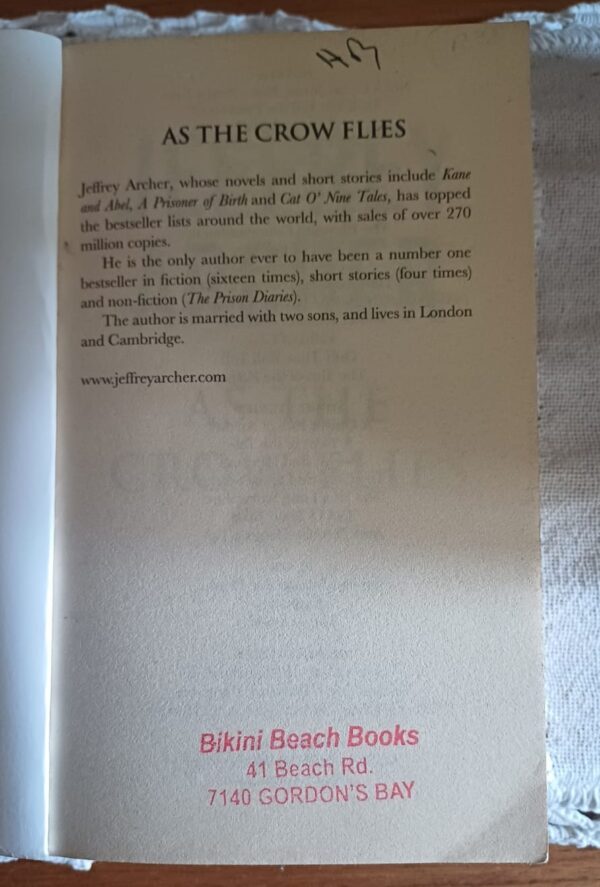 AS THE CROW FLIES
Jeffrey Archer, whose novels and short stories include Kane
and Abel, A Prisoner of Birth and Cat O' Nine Tales, has topped
the bestseller lists around the world, with sales of over 270
million copies.
He is the only author ever to have been a number one
bestseller in fiction (sixteen times), short stories (four times)
and non-fiction (The Prison Diaries).
The author is married with two sons, and lives in London
and Cambridge.
www.jeffreyarcher.com
Bikini Beach Books
41 Beach Rd.
7140 GORDON'S BAY